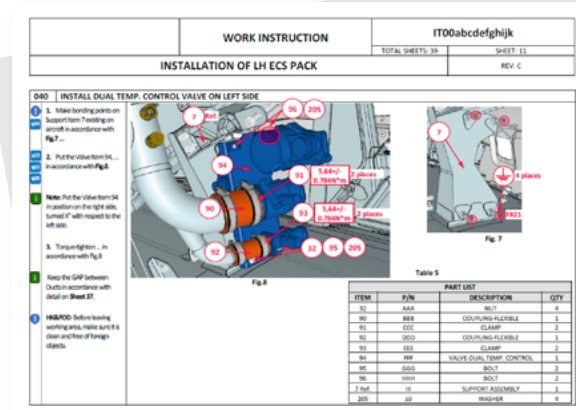 WORK INSTRUCTION
IT00abcdefghijk
TOTAL SHEETS: 39
SHEET: 11
INSTALLATION OF LH ECS PACK
REV. C
040 INSTALL DUAL TEMP. CONTROL VALVE ON LEFT SIDE
1. Make bonding points on
Support Item 7 existing on
aircraft in accordance with
Fig.7 ...
2. Put the Valve Item 94, ...
in accordance with Fig.8.
Note: Put the Valve Item 94
in position on the right side,
turned X° with respect to the
left side.
3. Torque-tighten ... in
accordance with Fig.8
Keep the GAP between
Ducts in accordance with
detail on Sheet 37.
HK&FOD: Before leaving
working area, make sure it is
clean and free of foreign
objects.
7 Ref.
96 205
94
91
5,64+/-
0.784N*m
2 places
90
93
5,64+/-
0.784N*m
2 places
92
32 95 205
Fig.8
7
4 places
FR21
Fig. 7
Table 5
PART LIST
ITEM P/N DESCRIPTION QTY
32 AAA NUT 4
90 BBB COUPLING-FLEXIBLE 1
91 CCC CLAMP 2
92 DDD COUPLING-FLEXIBLE 1
93 EEE CLAMP 2
94 FFF VALVE-DUAL TEMP. CONTROL 1
95 GGG BOLT 2
96 HHH BOLT 2
7 Ref. III SUPPORT ASSEMBLY 1
205 JJJ WASHER 4